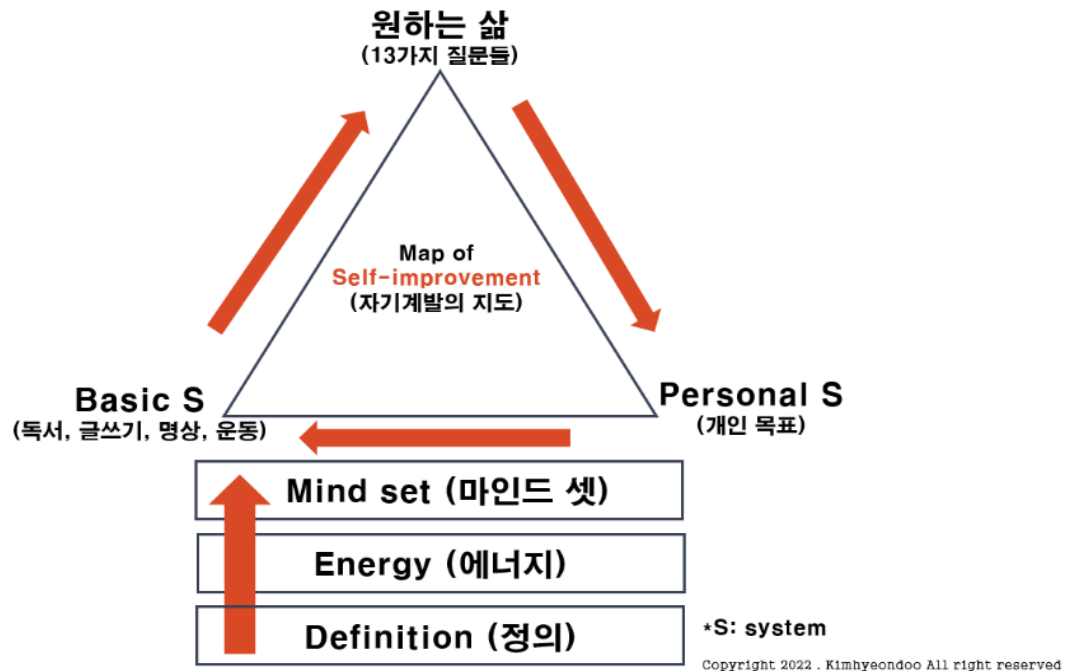 원하는 삶
(13가지 질문들)
Map of
Self-improvement
(자기계발의 지도)
Basic S
(독서, 글쓰기, 명상, 운동)
Personal S
(개인 목표)
Mind set (마인드 셋)
Energy (에너지)
Definition (정의)
*S: system
Copyright 2022 . Kimhyeondoo All right reserved